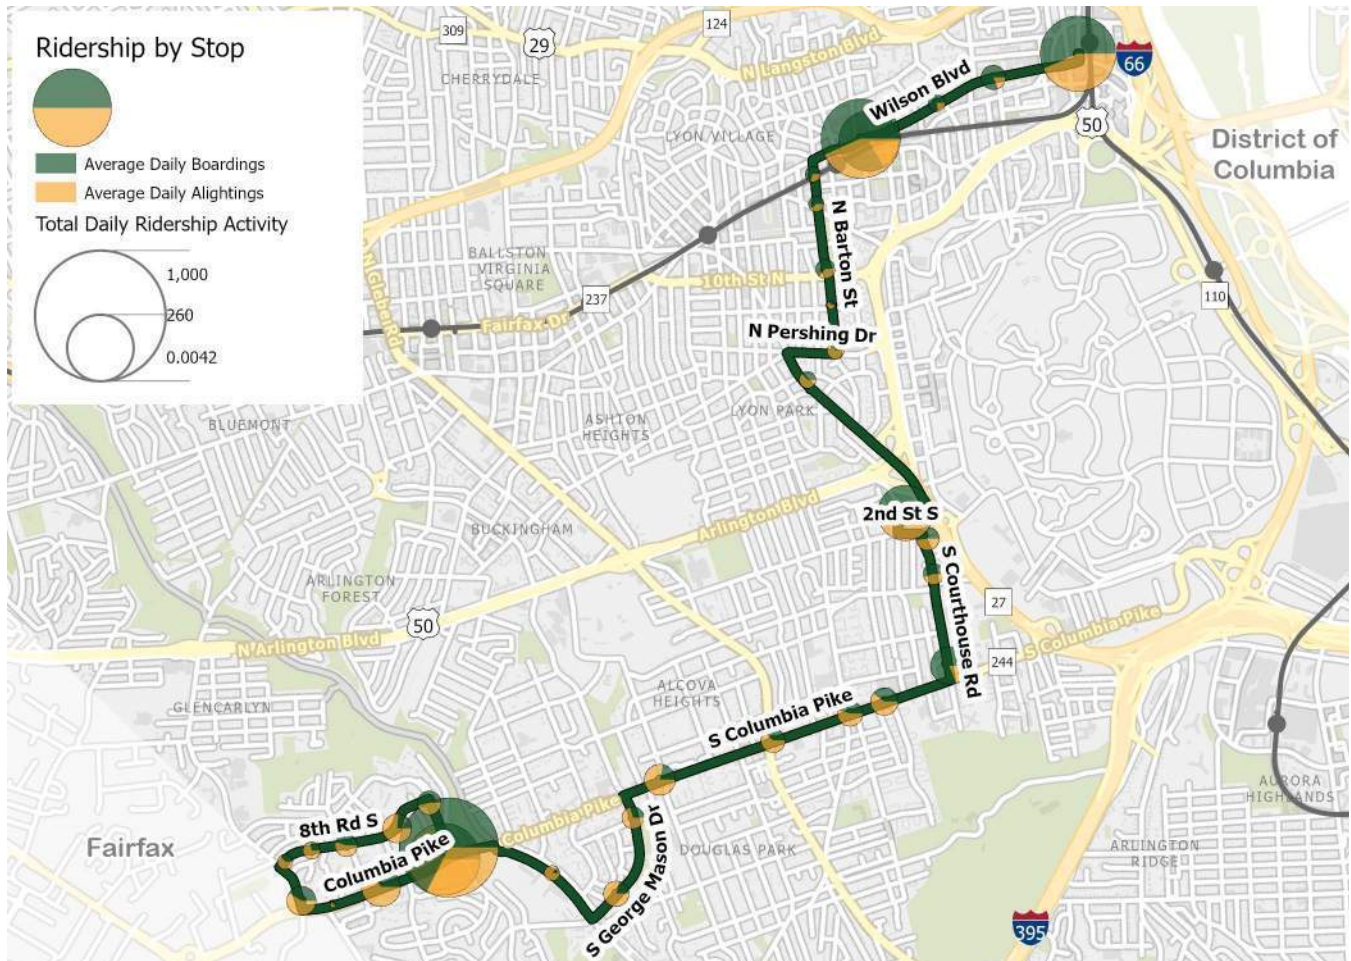 Ridership by Stop
Average Daily Boardings
Average Daily Alightings
Total Daily Ridership Activity
1,000
260
0.0042
309
29
124
N Langston Blvd
66
CHERRYDALE
Wilson Blvd
50
LYON VILLAGE
District of
Columbia
N Glebe Rd
BALLSTON
VIRGINIA
SQUARE
N Barton St
10th St N
237
110
Fairfax Dr
N Pershing Dr
BLUEMONT
ASHTON
HEIGHTS
LYON PARK
Arlington Blvd
2nd St S
BUCKINGHAM
ARLINGTON
FOREST
S Courthouse Rd
27
50
N Arlington Blvd
S Columbia Pike
244
ALCOVA
HEIGHTS
S Columbia Pike
GLENCARLYN
AURORA
HIGHLANDS
8th Rd S
Columbia Pike
Fairfax
Columbia Pike
S George Mason Dr
DOUGLAS PARK
ARLINGTON
RIDGE
395